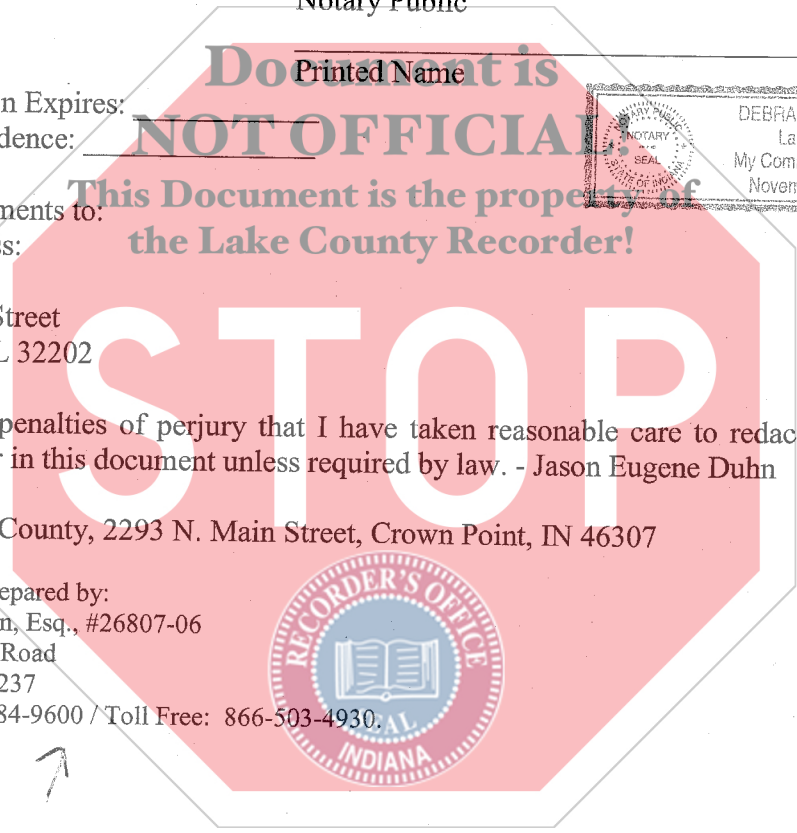 Notary Public
Document is
Printed Name
n Expires:
NOT OFFICIAL!
dence:
This Document is the property of
ments to:
the Lake County Recorder!
ss:
Street
L 32202
STOP
penalties of perjury that I have taken reasonable care to redac
r in this document unless required by law. - Jason Eugene Duhn
County, 2293 N. Main Street, Crown Point, IN 46307
epared by:
n, Esq., #26807-06
Road
237
84-9600 / Toll Free: 866-503-4930.
RECORDER'S OFFICE
SEAL
INDIANA
NOTARY PUBLIC
NOTARY
SEAL
STATE OF INDIANA
DEBRA
La
My Com
Novem